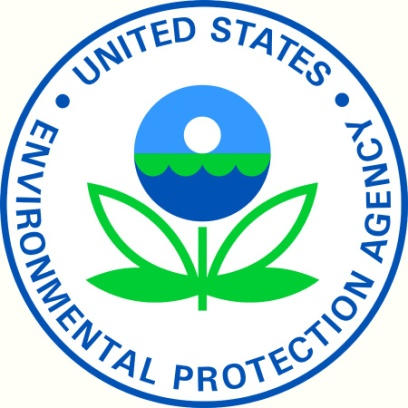 UNITED STATES
ENVIRONMENTAL PROTECTION AGENCY